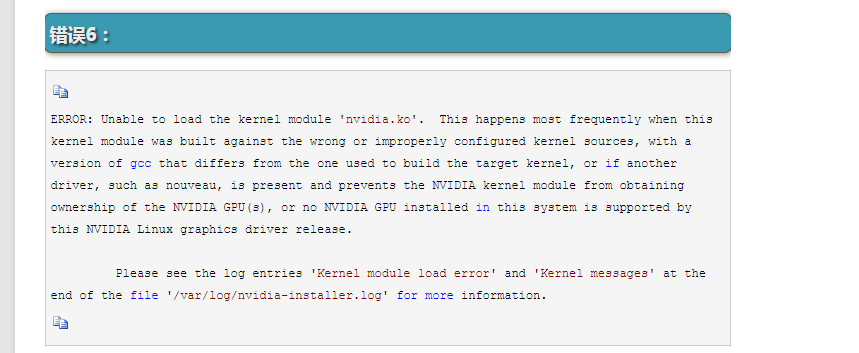 错误6：
ERROR: Unable to load the kernel module 'nvidia.ko'.  This happens most frequently when this
kernel module was built against the wrong or improperly configured kernel sources, with a
version of gcc that differs from the one used to build the target kernel, or if another
driver, such as nouveau, is present and prevents the NVIDIA kernel module from obtaining
ownership of the NVIDIA GPU(s), or no NVIDIA GPU installed in this system is supported by
this NVIDIA Linux graphics driver release.
Please see the log entries 'Kernel module load error' and 'Kernel messages' at the
end of the file '/var/log/nvidia-installer.log' for more information.